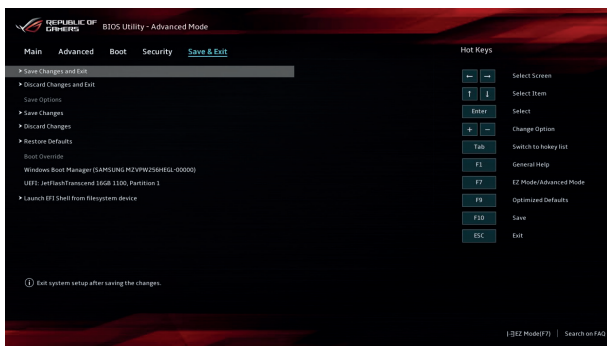 REPUBLIC OF
GAMERS
BIOS Utility - Advanced Mode
Main Advanced Boot Security Save & Exit
Hot Keys
➤ Save Changes and Exit
➤ Discard Changes and Exit
Save Options
➤ Save Changes
➤ Discard Changes
➤ Restore Defaults
Boot Override
Windows Boot Manager (SAMSUNG MZVPW256HEGL-00000)
UEFI: JetFlashTranscend 16GB 1100, Partition 1
➤ Launch EFI Shell from filesystem device
← → Select Screen
↑ ↓ Select Item
Enter Select
+ − Change Option
Tab Switch to hokey list
F1 General Help
F7 EZ Mode/Advanced Mode
F9 Optimized Defaults
F10 Save
ESC Exit
Exit system setup after saving the changes.
EZ Mode(F7) | Search on FAQ